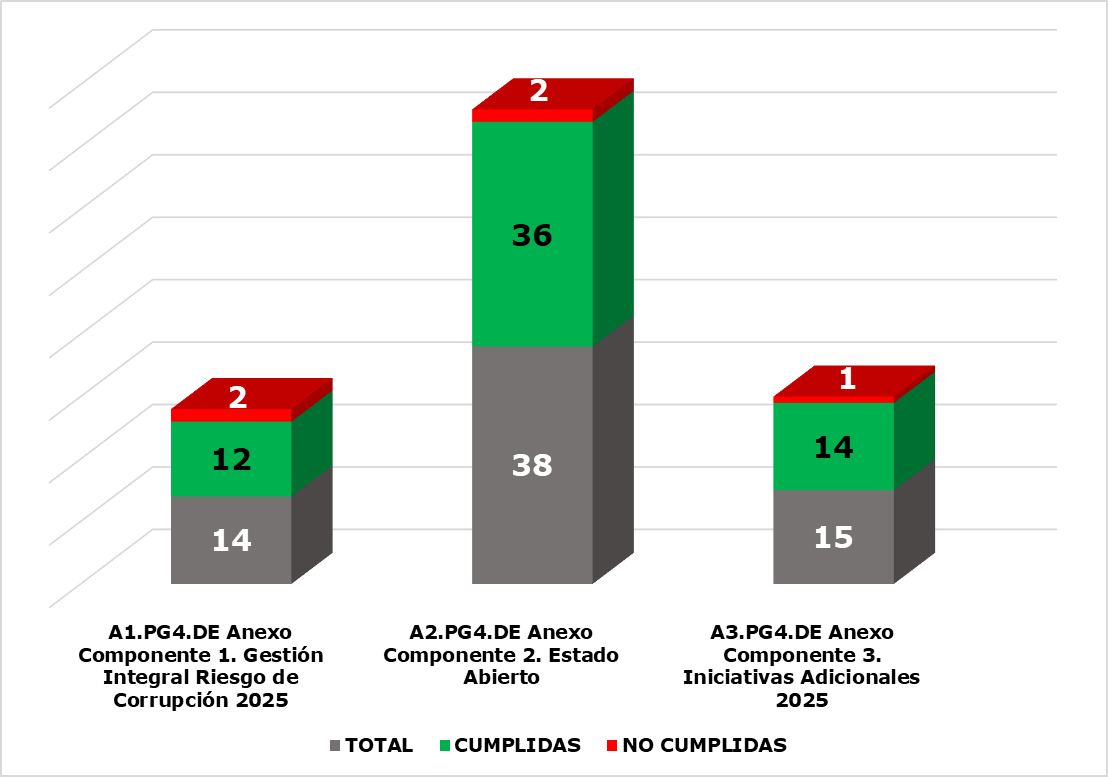 2
36
38
2
12
14
1
14
15
A1.PG4.DE Anexo
Componente 1. Gestión
Integral Riesgo de
Corrupción 2025
A2.PG4.DE Anexo
Componente 2. Estado
Abierto
A3.PG4.DE Anexo
Componente 3.
Iniciativas Adicionales
2025
TOTAL CUMPLIDAS NO CUMPLIDAS